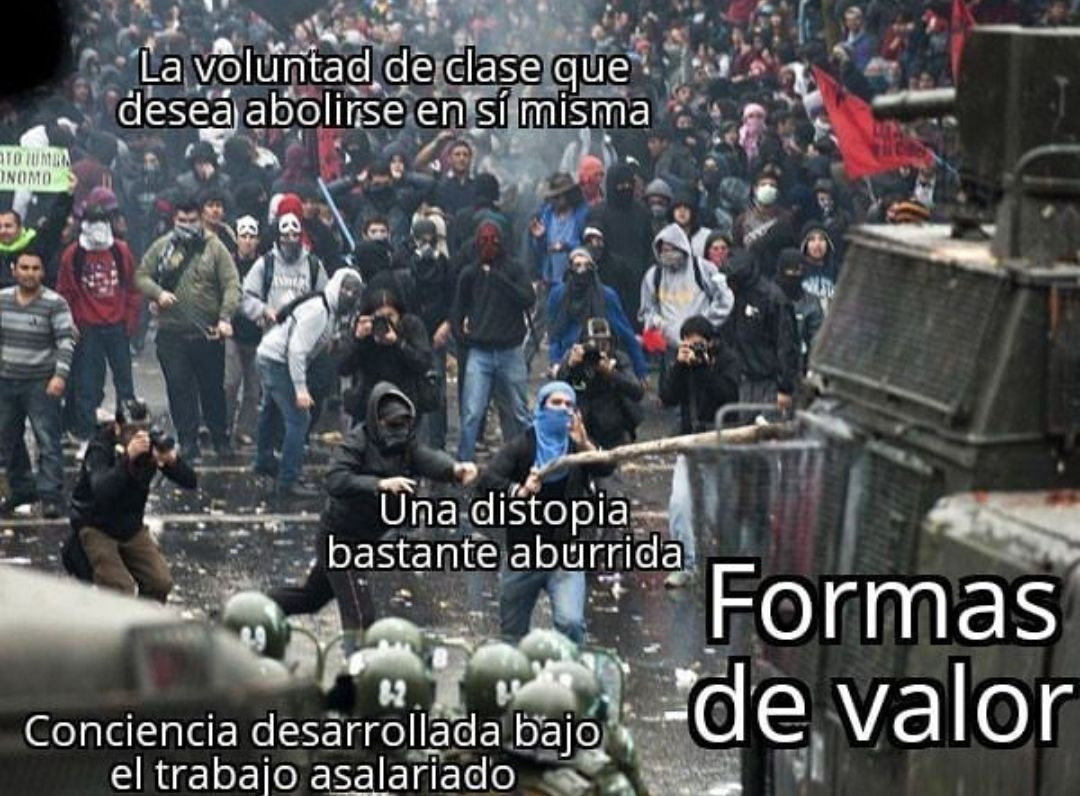 La voluntad de clase que
desea abolirse en sí misma
Una distopia
bastante aburrida
Formas
de valor
Conciencia desarrollada bajo
el trabajo asalariado